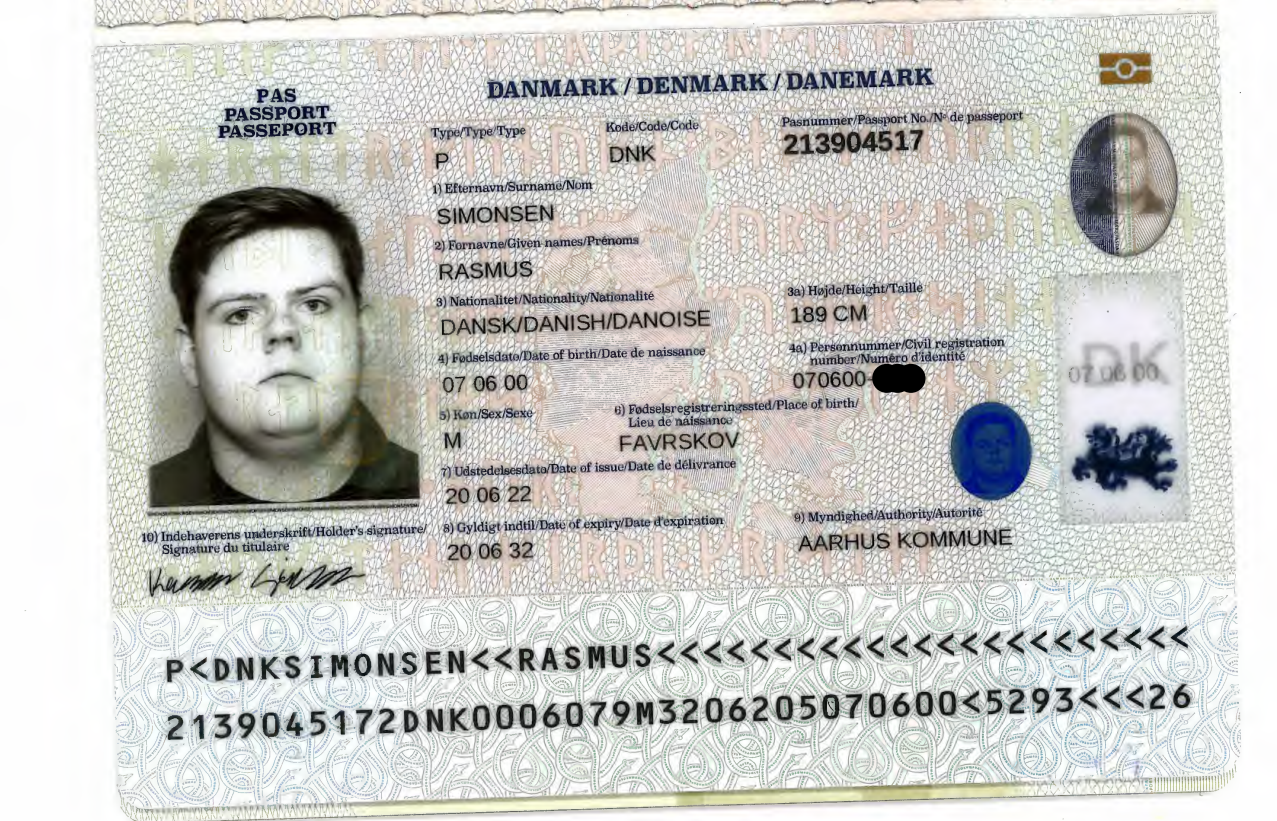 DANMARK / DENMARK / DANEMARK
PAS
PASSPORT
PASSEPORT
Type/Type/Type
Kode/Code/Code
Pasnummer/Passport No./Nº de passeport
P
DNK
213904517
1) Efternavn/Surname/Nom
SIMONSEN
2) Fornavne/Given names/Prénoms
RASMUS
3) Nationalitet/Nationality/Nationalité
3a) Højde/Height/Taille
DANSK/DANISH/DANOISE
189 CM
4) Fødselsdato/Date of birth/Date de naissance
4a) Personnummer/Civil registration
number/Numéro d'identité
07 06 00
070600-
5) Køn/Sex/Sexe
6) Fødselsregistreringssted/Place of birth/
Lieu de naissance
M
FAVRSKOV
7) Udstedelsesdato/Date of issue/Date de délivrance
20 06 22
8) Gyldigt indtil/Date of expiry/Date d'expiration
9) Myndighed/Authority/Autorité
20 06 32
AARHUS KOMMUNE
DK
07 06 00
10) Indehaverens underskrift/Holder's signature/
Signature du titulaire
P<DNKSIMONSEN<<RASMUS<<<<<<<<<<<<<<<<<<<<<<<
2139045172DNK0006079M3206205070600<5293<<<26